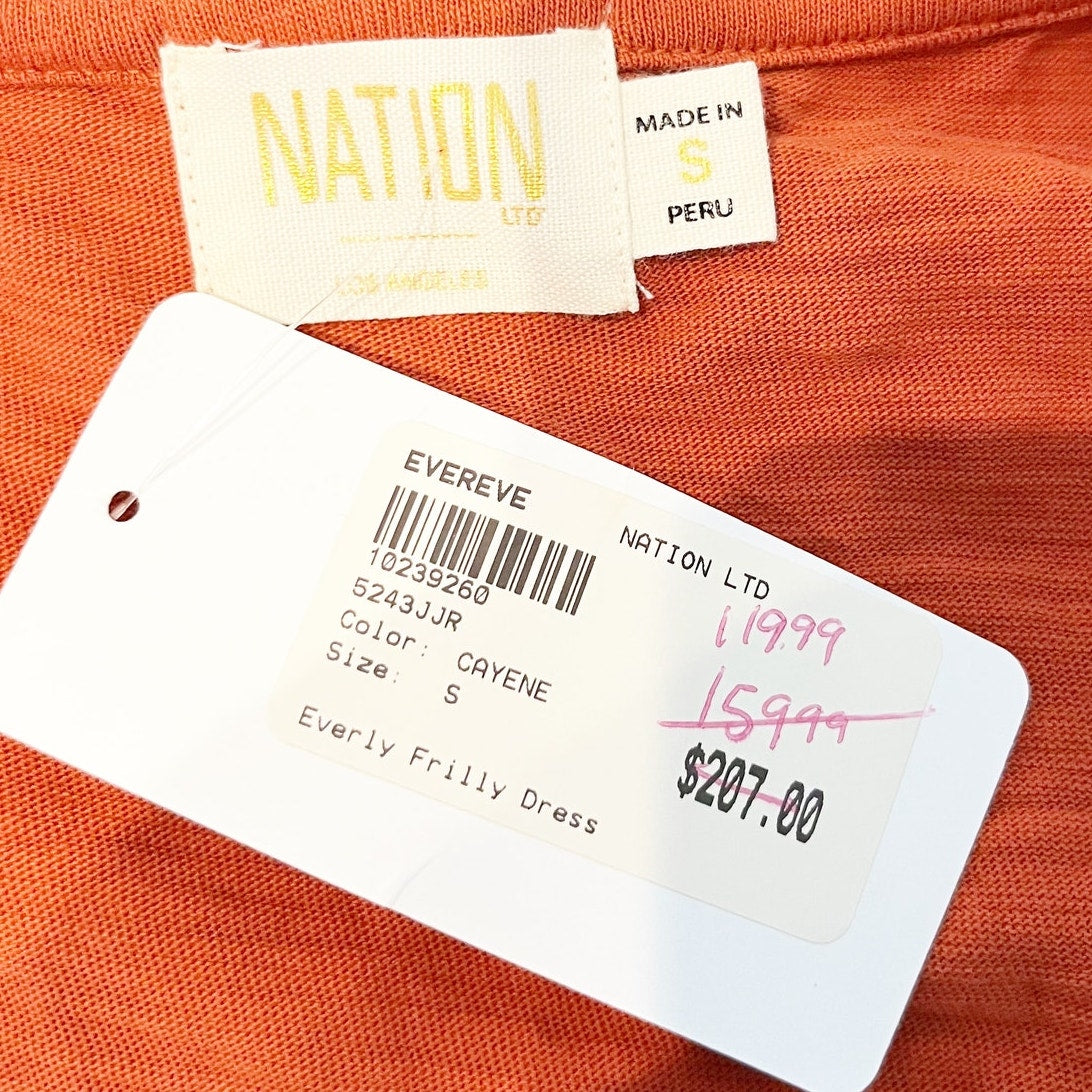 NATION
LTD
LOS ANGELES
MADE IN
S
PERU
EVEREVE
10239260
NATION LTD
5243JJR
Color: CAYENE
Size: S
Everly Frilly Dress
119.99
159.99
$207.00